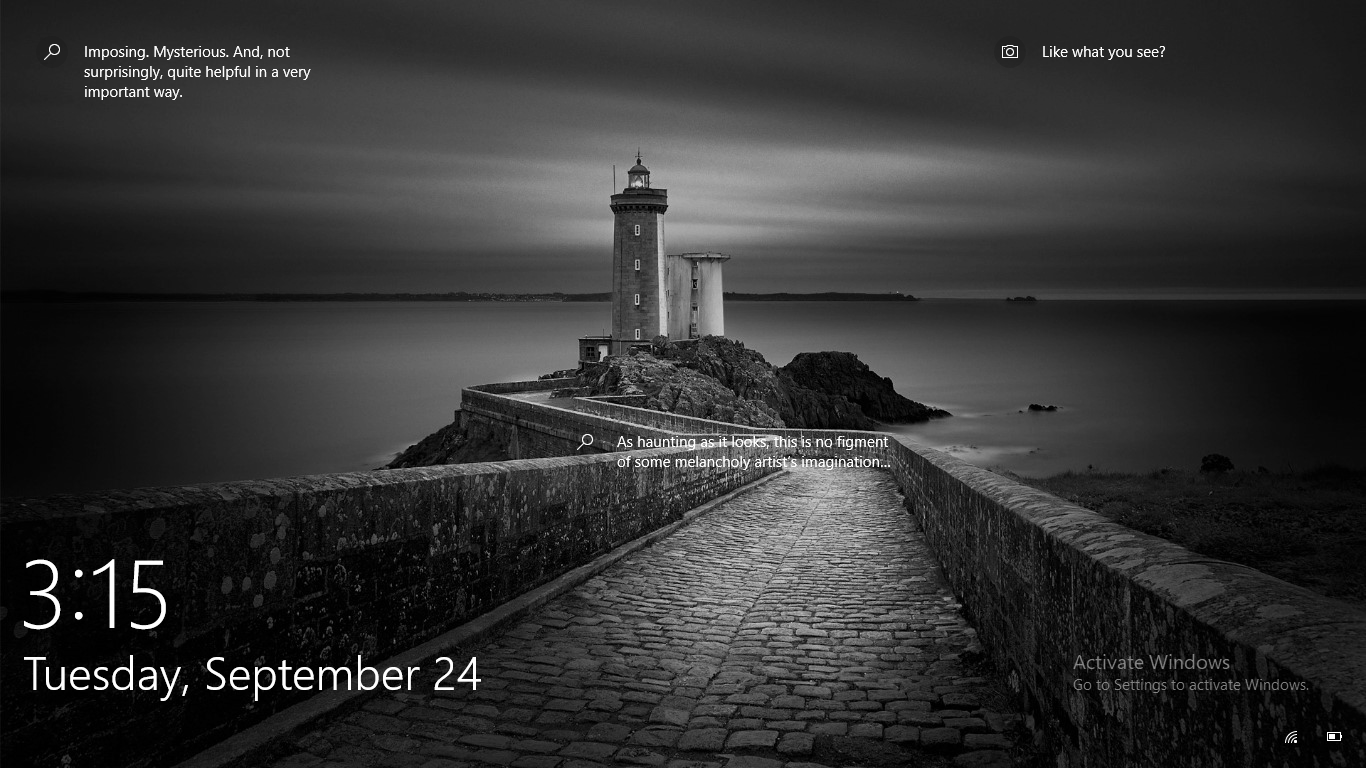 Imposing. Mysterious. And, not
surprisingly, quite helpful in a very
important way.
Like what you see?
As haunting as it looks, this is no figment
of some melancholy artist's imagination...
3:15
Tuesday, September 24
Activate Windows
Go to Settings to activate Windows.